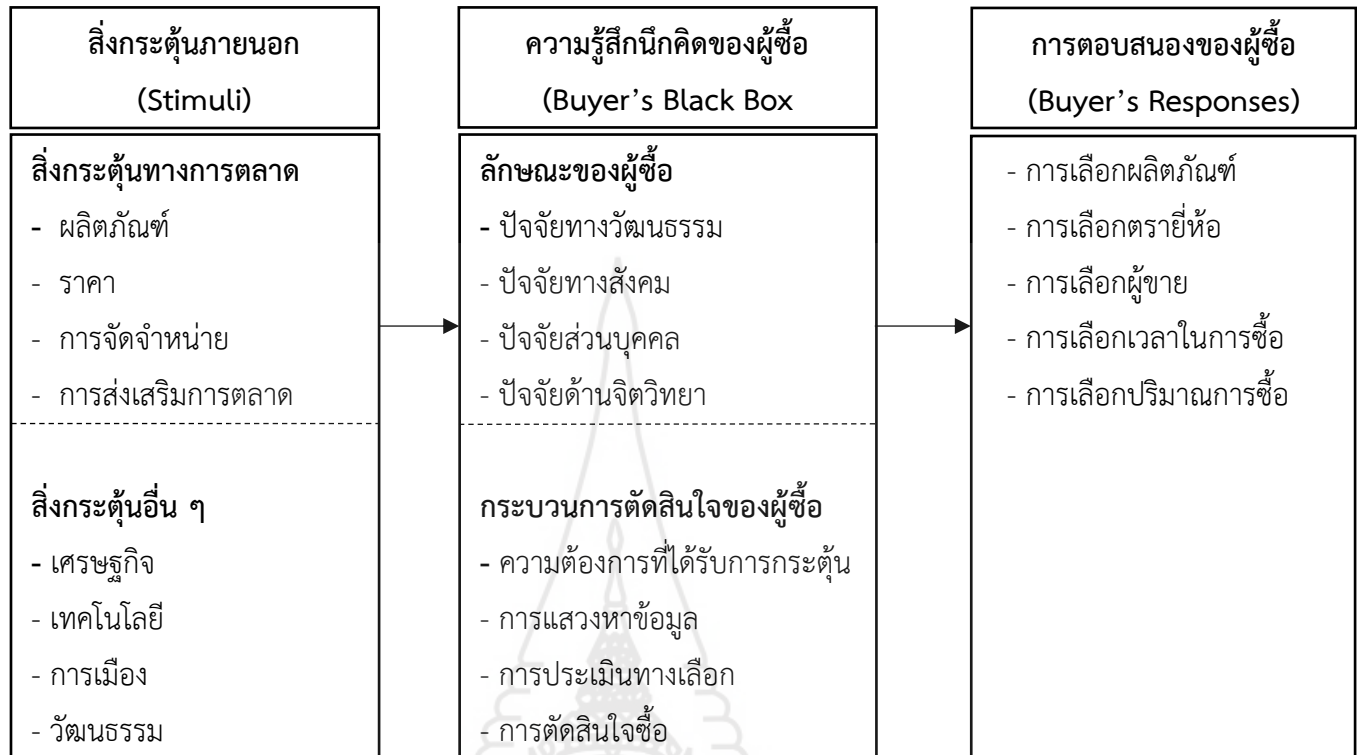 สิ่งกระตุ้นภายนอก
(Stimuli)
สิ่งกระตุ้นทางการตลาด
- ผลิตภัณฑ์
- ราคา
- การจัดจำหน่าย
- การส่งเสริมการตลาด
สิ่งกระตุ้นอื่น ๆ
- เศรษฐกิจ
- เทคโนโลยี
- การเมือง
- วัฒนธรรม
ความรู้สึกนึกคิดของผู้ซื้อ
(Buyer’s Black Box
ลักษณะของผู้ซื้อ
- ปัจจัยทางวัฒนธรรม
- ปัจจัยทางสังคม
- ปัจจัยส่วนบุคคล
- ปัจจัยด้านจิตวิทยา
กระบวนการตัดสินใจของผู้ซื้อ
- ความต้องการที่ได้รับการกระตุ้น
- การแสวงหาข้อมูล
- การประเมินทางเลือก
- การตัดสินใจซื้อ
การตอบสนองของผู้ซื้อ
(Buyer’s Responses)
- การเลือกผลิตภัณฑ์
- การเลือกตรายี่ห้อ
- การเลือกผู้ขาย
- การเลือกเวลาในการซื้อ
- การเลือกปริมาณการซื้อ